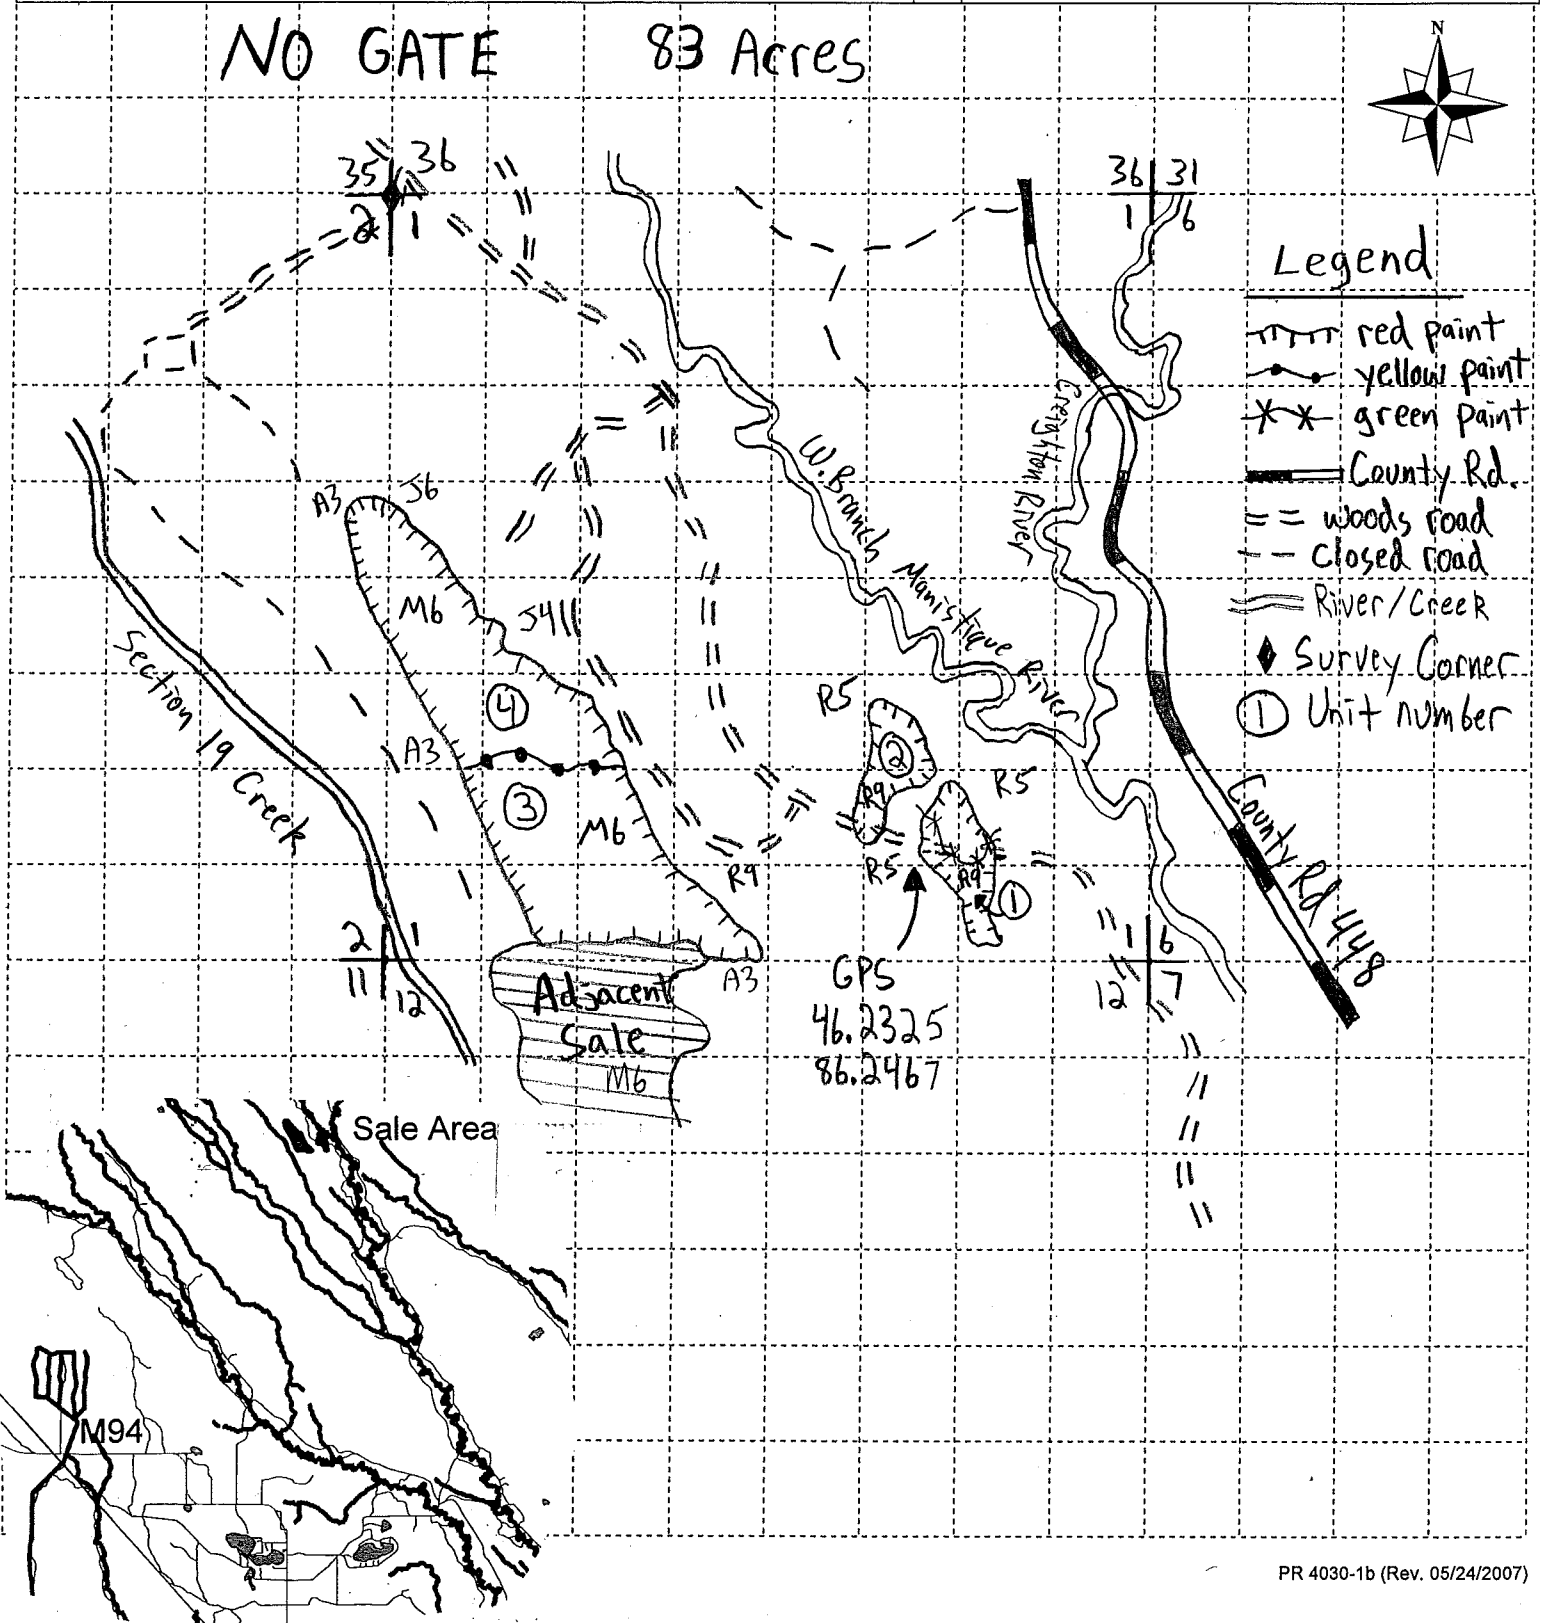 NO GATE 83 Acres
N
35 36
2 1
36 31
1 6
Legend
red paint
yellow paint
green paint
County Rd.
woods road
closed road
River/Creek
Survey Corner
1 Unit number
Creighton River
W. Branch Manistique River
A3 J6
M6 J4
Section 19 Creek
4
A3
3
M6
R9
R5
2
R9
R5
R5
R9
1
County Rd 448
2 1
11 12
1 6
12 7
Adjacent
Sale
M6
A3
GPS
46.2325
86.2467
Sale Area
M94
PR 4030-1b (Rev. 05/24/2007)